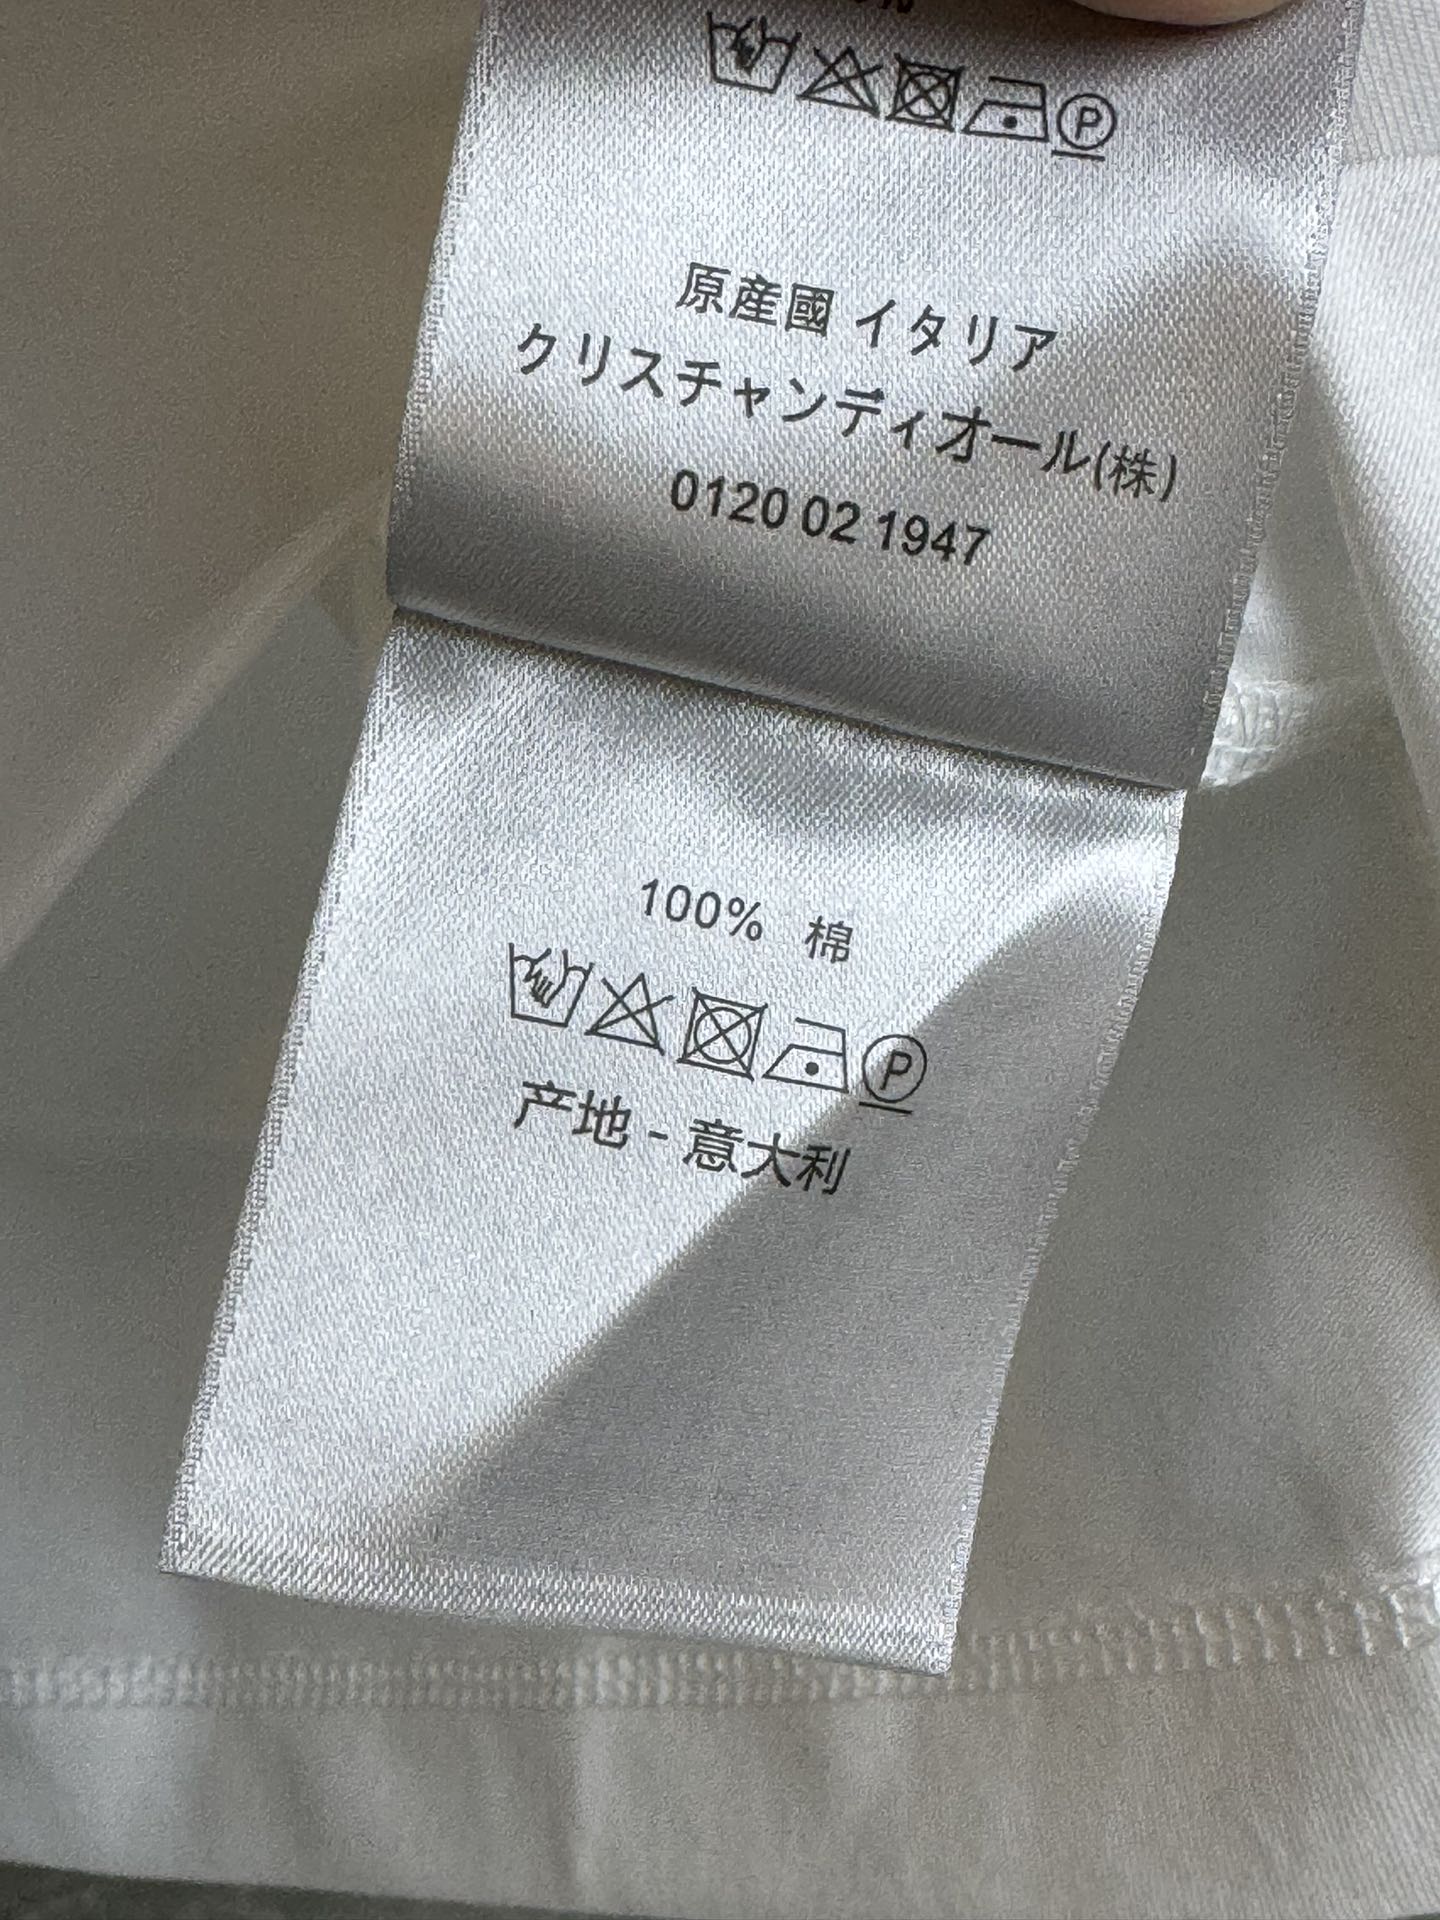 原産國 イタリア
クリスチャンディオール(株)
0120 02 1947
100% 棉
P
产地 - 意大利